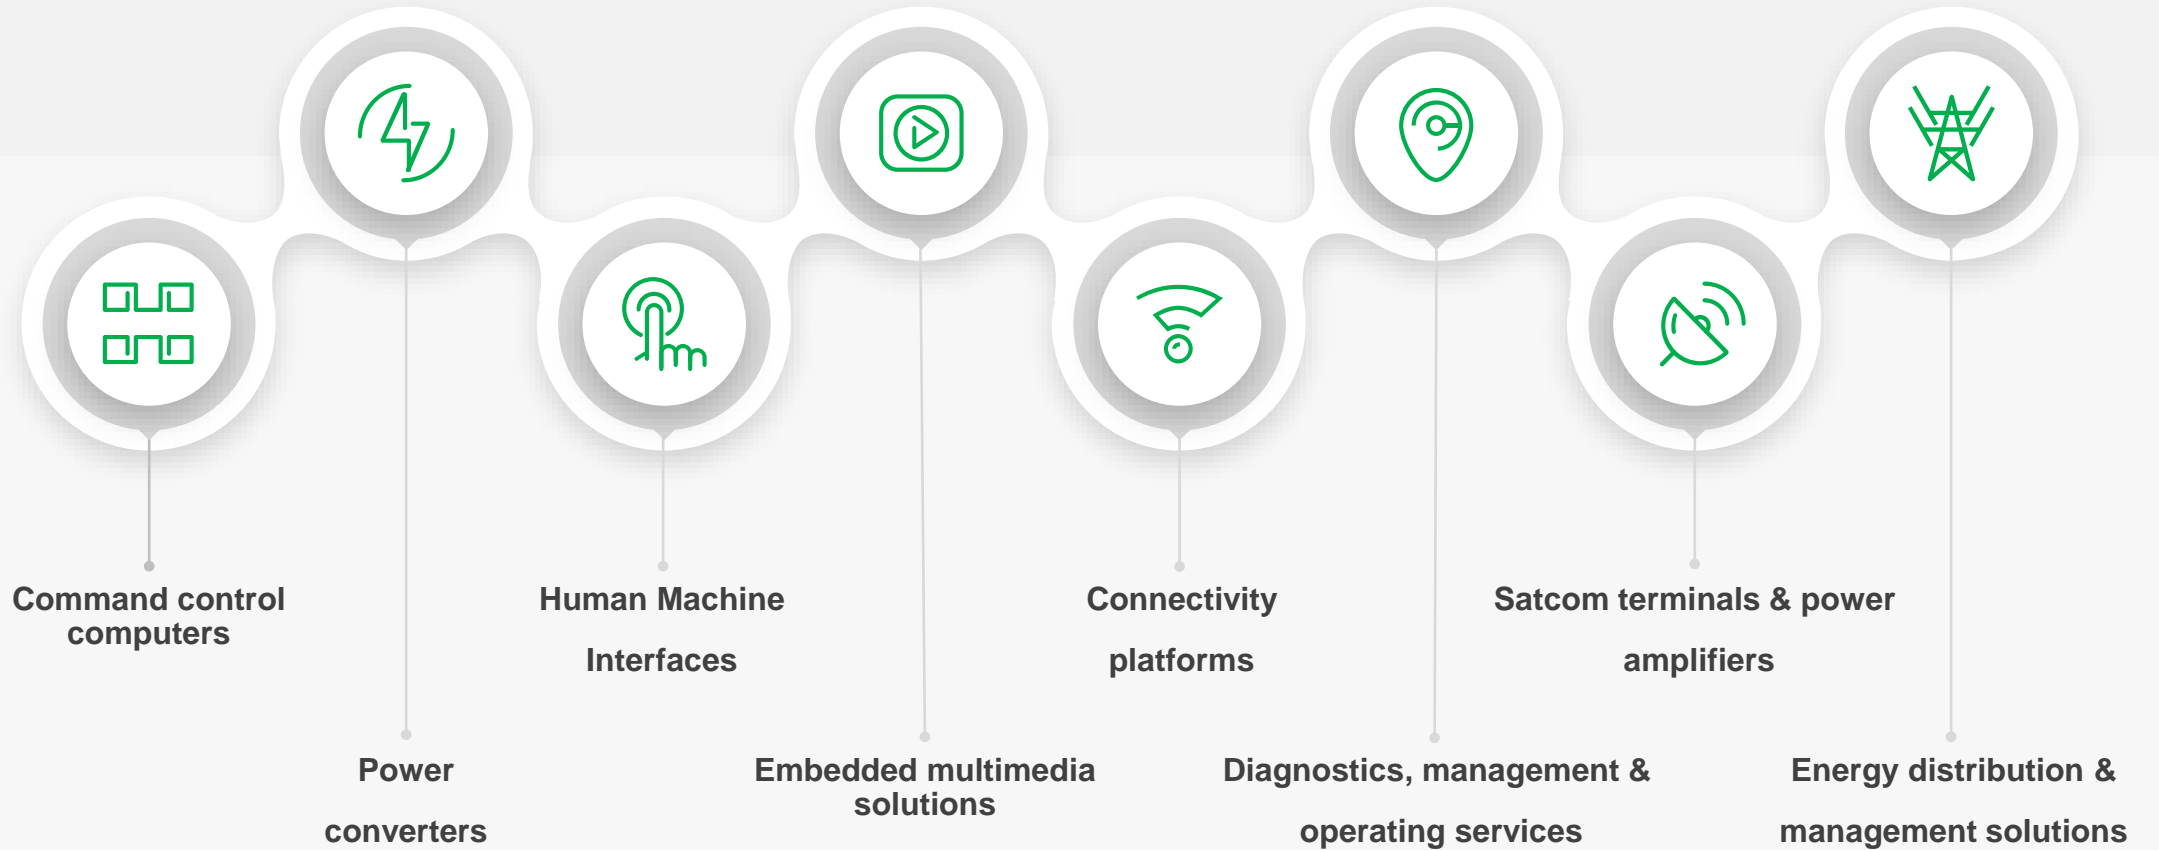 Command control
computers
Power
converters
Human Machine
Interfaces
Embedded multimedia
solutions
Connectivity
platforms
Diagnostics, management &
operating services
Satcom terminals & power
amplifiers
Energy distribution &
management solutions